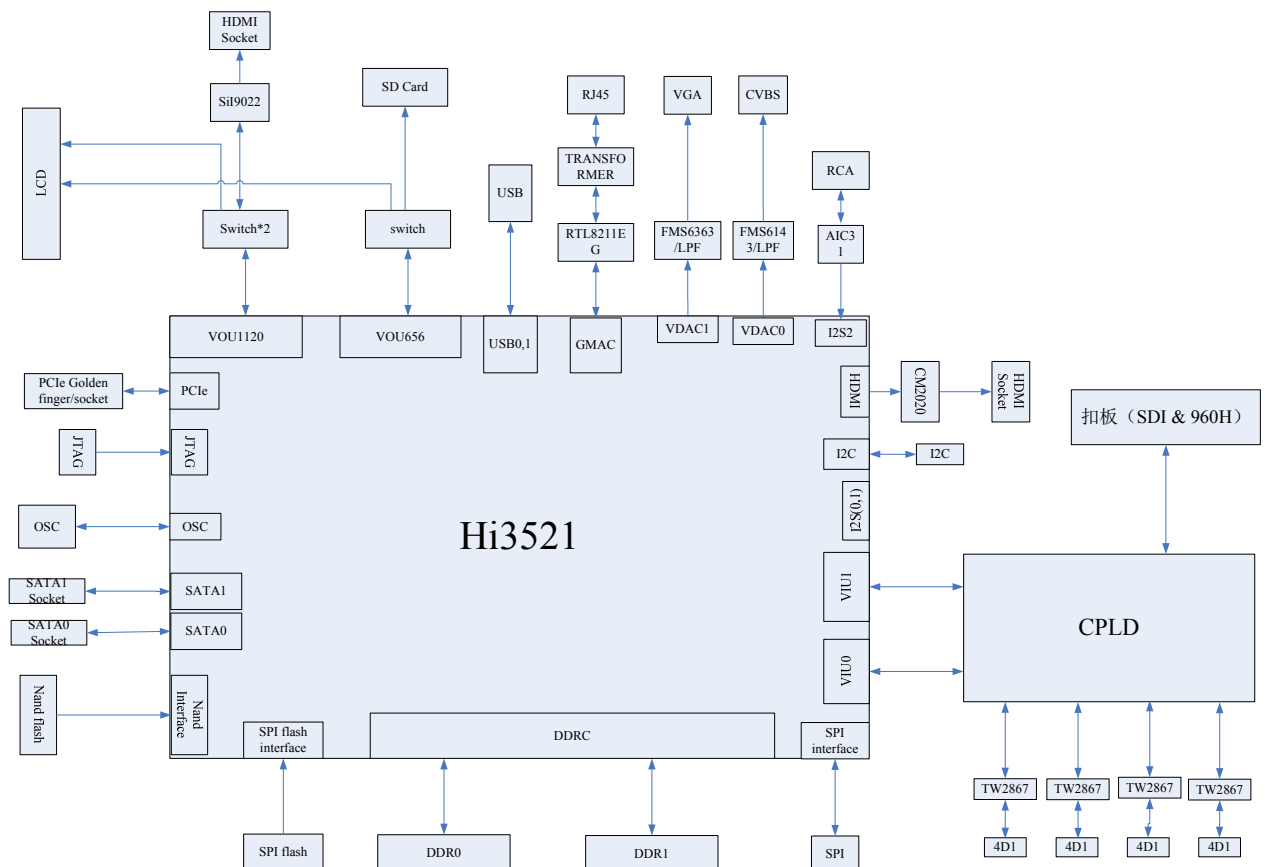 HDMI
Socket
SiI9022
SD Card
RJ45
VGA
CVBS
LCD
TRANSFO
RMER
USB
RCA
Switch*2
switch
RTL8211E
G
FMS6363
/LPF
FMS614
3/LPF
AIC3
1
VOU1120
VOU656
USB0,1
GMAC
VDAC1
VDAC0
I2S2
PCIe Golden
finger/socket
PCIe
HDMI
CM2020
HDMI
Socket
扣板（SDI & 960H）
JTAG
JTAG
I2C
I2C
OSC
OSC
Hi3521
I2S(0,1)
SATA1
Socket
SATA1
VIU1
CPLD
SATA0
Socket
SATA0
VIU0
Nand flash
Nand
Interface
SPI flash
interface
DDRC
SPI
interface
TW2867
TW2867
TW2867
TW2867
SPI flash
DDR0
DDR1
SPI
4D1
4D1
4D1
4D1